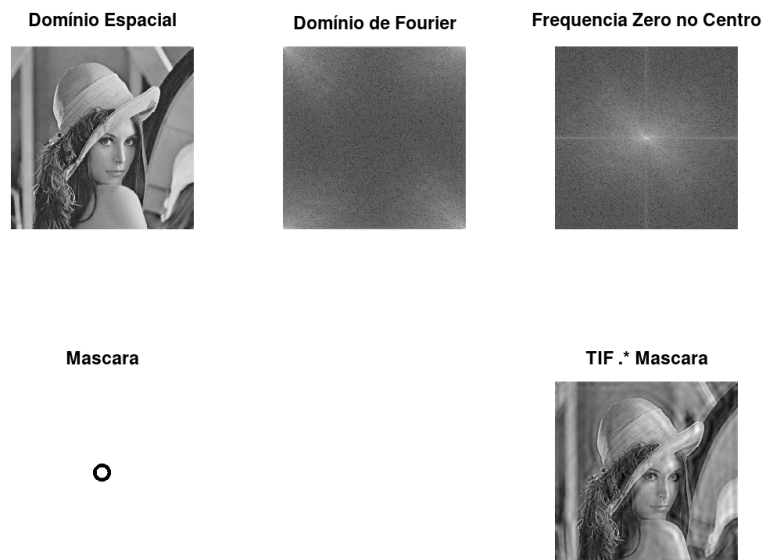 Domínio Espacial
Domínio de Fourier
Frequencia Zero no Centro
Mascara
TIF .* Mascara